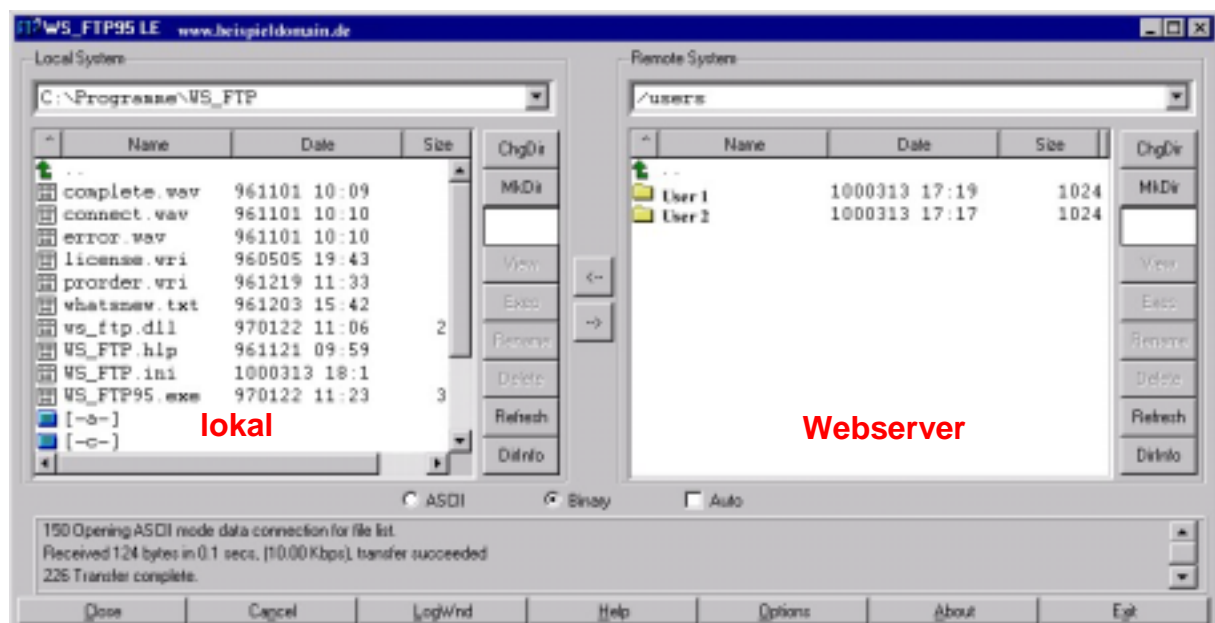 WS_FTP95 LE www.beispieldomain.de
Local System
C:\Programme\WS_FTP
Name Date Size
..
complete.wav 961101 10:09
connect.wav 961101 10:10
error.wav 961101 10:10
license.wri 960505 19:43
prorder.wri 961219 11:33
whatsnew.txt 961203 15:42
ws_ftp.dll 970122 11:06 2
WS_FTP.hlp 961121 09:59
WS_FTP.ini 1000313 18:1
WS_FTP95.exe 970122 11:23 3
[-a-]
[-c-]
lokal
ChgDir
MkDir
View
Exec
Rename
Delete
Refresh
DirInfo
<--
-->
Remote System
/users
Name Date Size
..
User 1 1000313 17:19 1024
User 2 1000313 17:17 1024
Webserver
ChgDir
MkDir
View
Exec
Rename
Delete
Refresh
DirInfo
ASCII Binary Auto
150 Opening ASCII mode data connection for file list.
Received 124 bytes in 0.1 secs, (10.00 Kbps), transfer succeeded
226 Transfer complete.
Close Cancel LogWnd Help Options About Exit